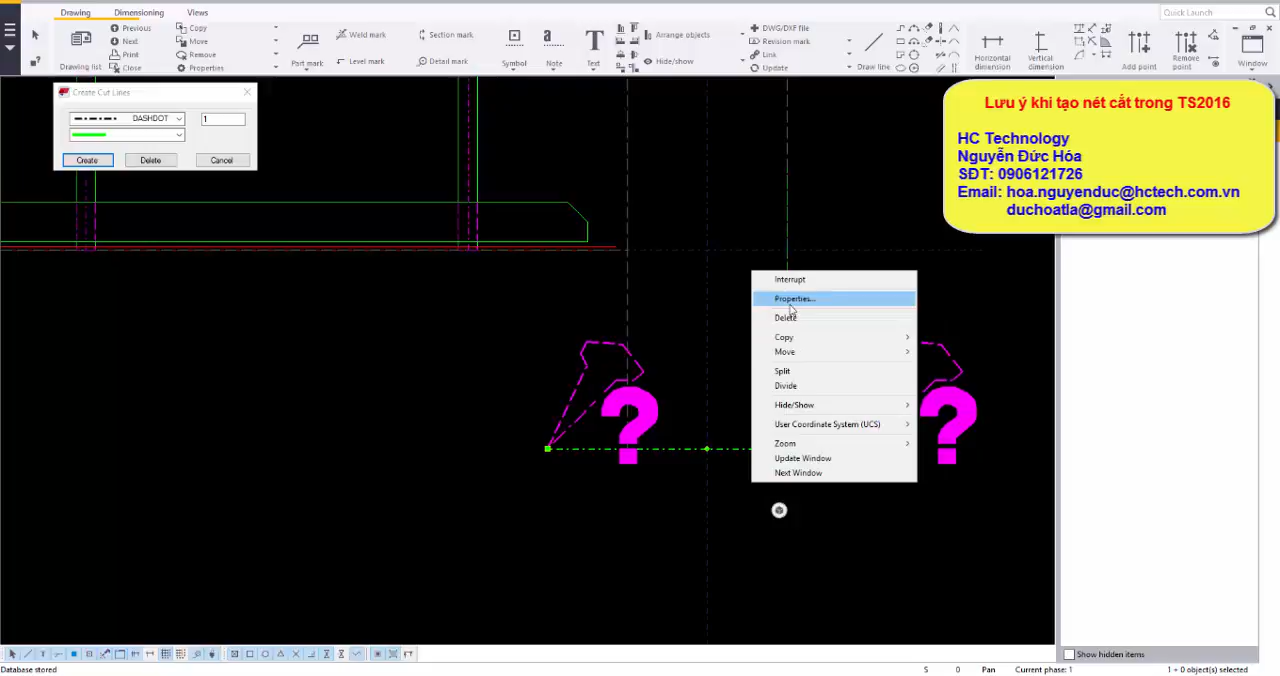 Drawing Dimensioning Views Quick Launch
Previous
Next
Print
Close
Drawing list
Copy
Move
Remove
Properties
Part mark
Weld mark
Level mark
Section mark
Detail mark
Symbol
Note
Text
Arrange objects
Hide/show
DWG/DXF file
Revision mark
Link
Update
Draw line
Horizontal
dimension
Vertical
dimension
Add point
Remove
point
Window
Create Cut Lines
DASHDOT
1
Create Delete Cancel
Lưu ý khi tạo nét cắt trong TS2016
HC Technology
Nguyễn Đức Hóa
SĐT: 0906121726
Email: hoa.nguyenduc@hctech.com.vn
duchoatla@gmail.com
Interrupt
Properties...
Delete
Copy
Move
Split
Divide
Hide/Show
User Coordinate System (UCS)
Zoom
Update Window
Next Window
? ?
Show hidden items
Database stored S 0 Pan Current phase: 1 1 + 0 object(s) selected